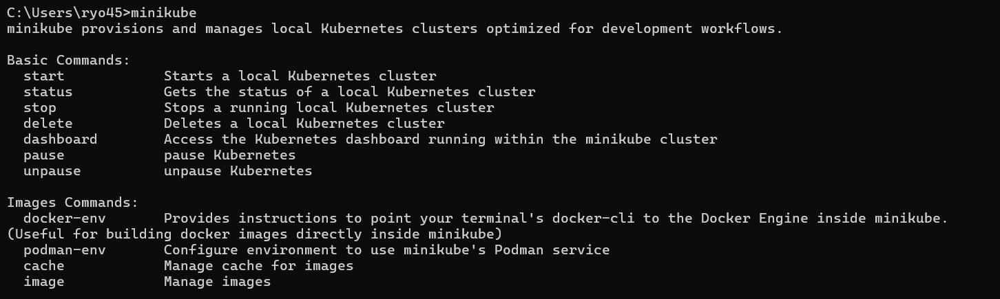 C:\Users\ryo45>minikube
minikube provisions and manages local Kubernetes clusters optimized for development workflows.
Basic Commands:
start Starts a local Kubernetes cluster
status Gets the status of a local Kubernetes cluster
stop Stops a running local Kubernetes cluster
delete Deletes a local Kubernetes cluster
dashboard Access the Kubernetes dashboard running within the minikube cluster
pause pause Kubernetes
unpause unpause Kubernetes
Images Commands:
docker-env Provides instructions to point your terminal's docker-cli to the Docker Engine inside minikube.
(Useful for building docker images directly inside minikube)
podman-env Configure environment to use minikube's Podman service
cache Manage cache for images
image Manage images